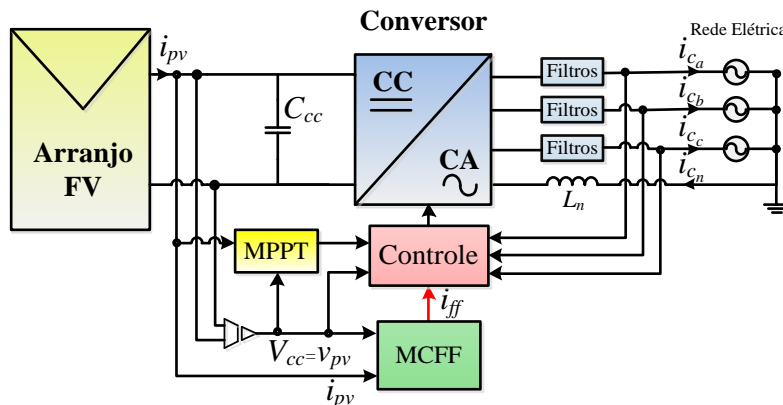 Conversor
Rede Elétrica
i_pv
CC
Filtros
i_ca
C_cc
Filtros
i_cb
Arranjo
FV
Filtros
i_cc
CA
i_cn
L_n
MPPT
Controle
i_ff
V_cc=v_pv
MCFF
i_pv